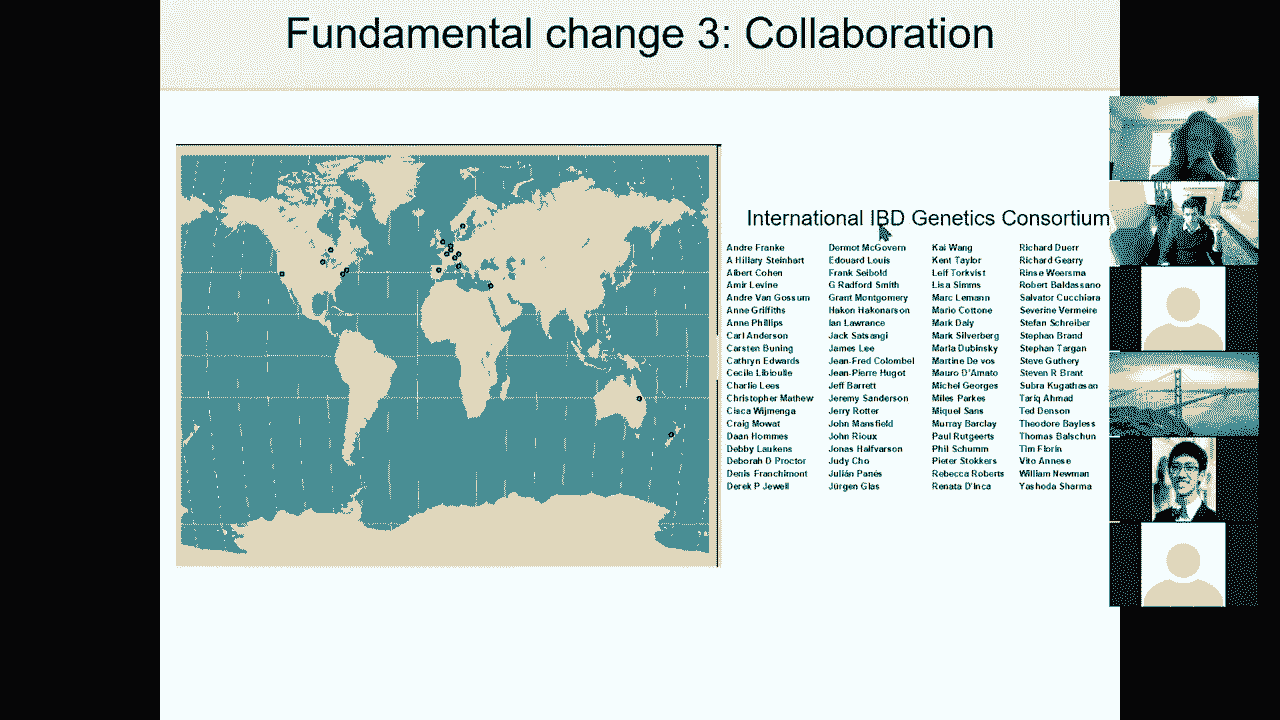 Fundamental change 3: Collaboration
International IBD Genetics Consortium
Andre Franke Dermot McGovern Kai Wang Richard Duerr
A Hillary Steinhart Edouard Louis Kent Taylor Richard Gearry
Albert Cohen Frank Seibold Leif Torkvist Rinse Weersma
Amir Levine G Radford Smith Lisa Simms Robert Baldassano
Andre Van Gossum Grant Montgomery Marc Lemann Salvator Cucchiara
Anne Griffiths Hakon Hakonarson Mario Cottone Severine Vermeire
Anne Phillips Ian Lawrance Mark Daly Stefan Schreiber
Carl Anderson Jack Satsangi Mark Silverberg Stephan Brand
Carsten Buning James Lee Marla Dubinsky Stephan Targan
Cathryn Edwards Jean-Fred Colombel Martine De vos Steve Guthery
Cecile Libioulle Jean-Pierre Hugot Mauro D'Amato Steven R Brant
Charlie Lees Jeff Barrett Michel Georges Subra Kugathasan
Christopher Mathew Jeremy Sanderson Miles Parkes Tariq Ahmad
Cisca Wijmenga Jerry Rotter Miquel Sans Ted Denson
Craig Mowat John Mansfield Murray Barclay Theodore Bayless
Daan Hommes John Rioux Paul Rutgeerts Thomas Balschun
Debby Laukens Jonas Halfvarson Phil Schumm Tim Florin
Deborah D Proctor Judy Cho Pieter Stokkers Vito Annese
Denis Franchimont Julián Panés Rebecca Roberts William Newman
Derek P Jewell Jürgen Glas Renata D'Inca Yashoda Sharma